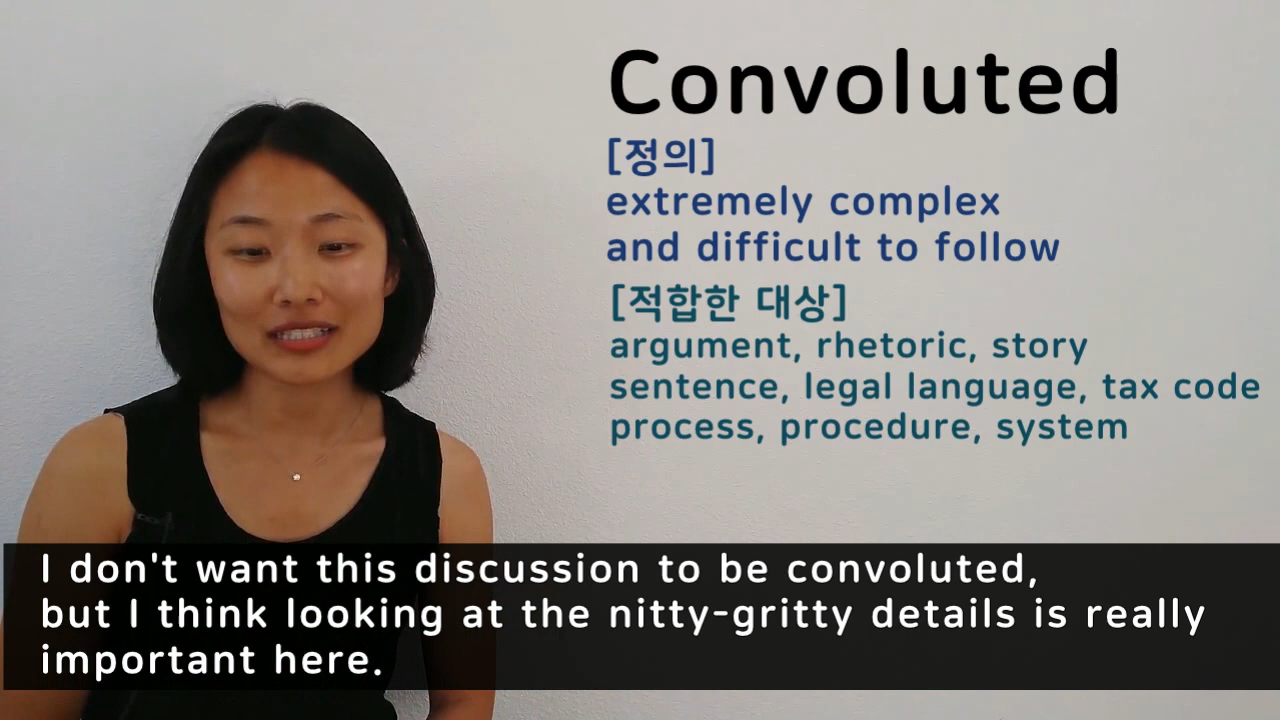 Convoluted
[정의]
extremely complex
and difficult to follow
[적합한 대상]
argument, rhetoric, story
sentence, legal language, tax code
process, procedure, system
I don't want this discussion to be convoluted,
but I think looking at the nitty-gritty details is really
important here.